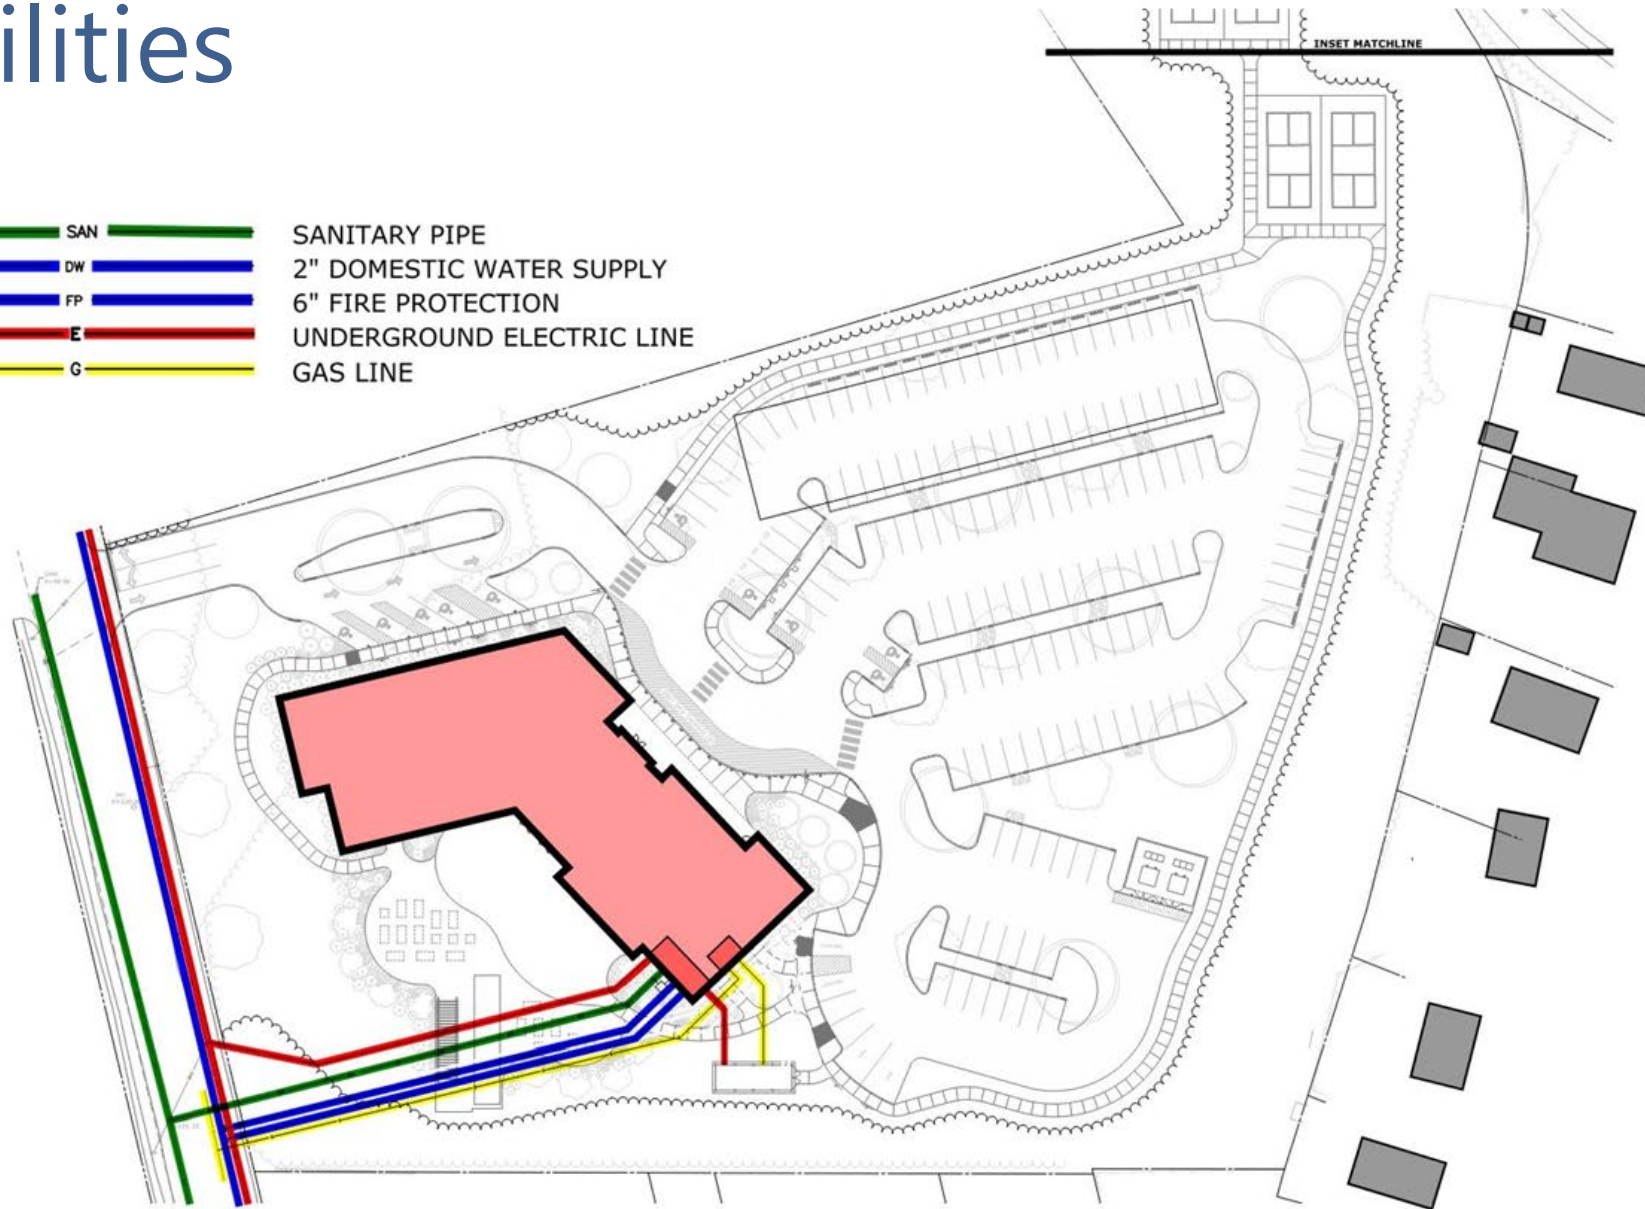 ilities
INSET MATCHLINE
SAN SANITARY PIPE
DW 2" DOMESTIC WATER SUPPLY
FP 6" FIRE PROTECTION
E UNDERGROUND ELECTRIC LINE
G GAS LINE